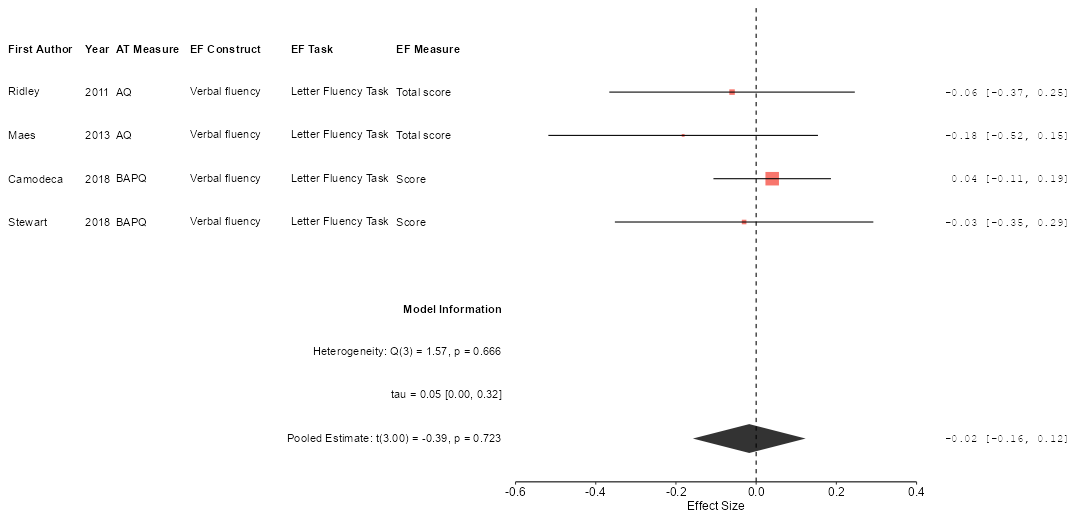 First Author Year AT Measure EF Construct EF Task EF Measure
Ridley 2011 AQ Verbal fluency Letter Fluency Task Total score -0.06 [-0.37, 0.25]
Maes 2013 AQ Verbal fluency Letter Fluency Task Total score -0.18 [-0.52, 0.15]
Camodeca 2018 BAPQ Verbal fluency Letter Fluency Task Score 0.04 [-0.11, 0.19]
Stewart 2018 BAPQ Verbal fluency Letter Fluency Task Score -0.03 [-0.35, 0.29]
Model Information
Heterogeneity: Q(3) = 1.57, p = 0.666
tau = 0.05 [0.00, 0.32]
Pooled Estimate: t(3.00) = -0.39, p = 0.723 -0.02 [-0.16, 0.12]
-0.6 -0.4 -0.2 0.0 0.2 0.4
Effect Size